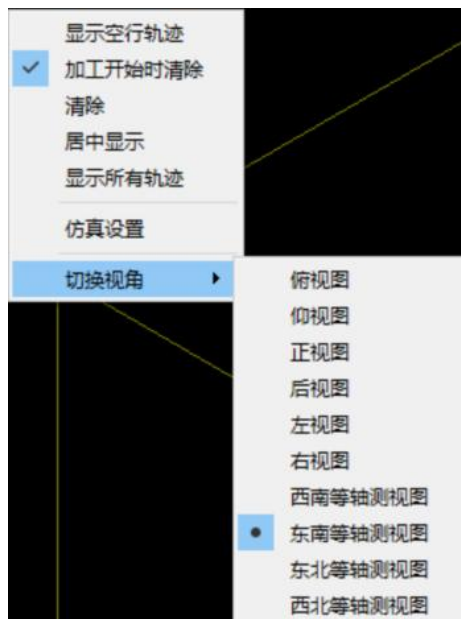 显示空行轨迹
加工开始时清除
清除
居中显示
显示所有轨迹
仿真设置
切换视角
俯视图
仰视图
正视图
后视图
左视图
右视图
西南等轴测视图
东南等轴测视图
东北等轴测视图
西北等轴测视图